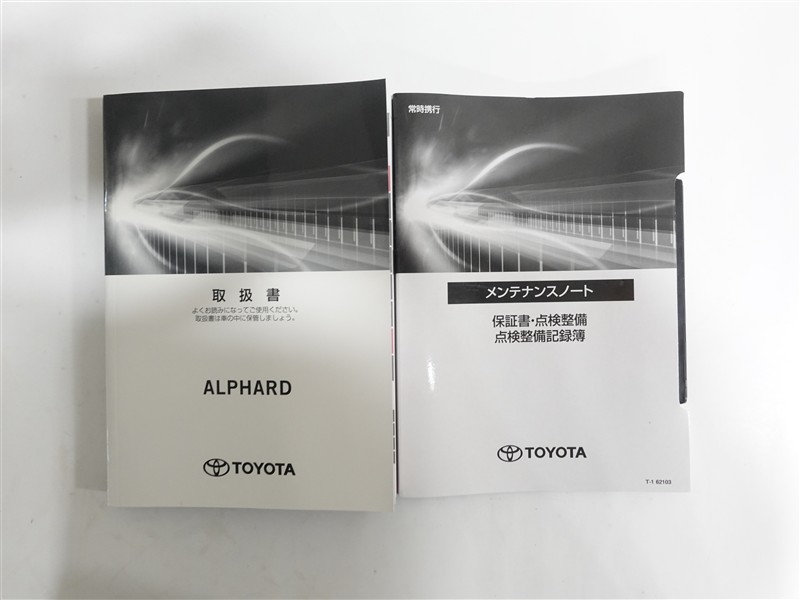 取扱書
よくお読みになってご使用ください。
取扱書は車の中に保管しましょう。
ALPHARD
TOYOTA
常時携行
メンテナンスノート
保証書・点検整備
点検整備記録簿
TOYOTA
T-1 62103